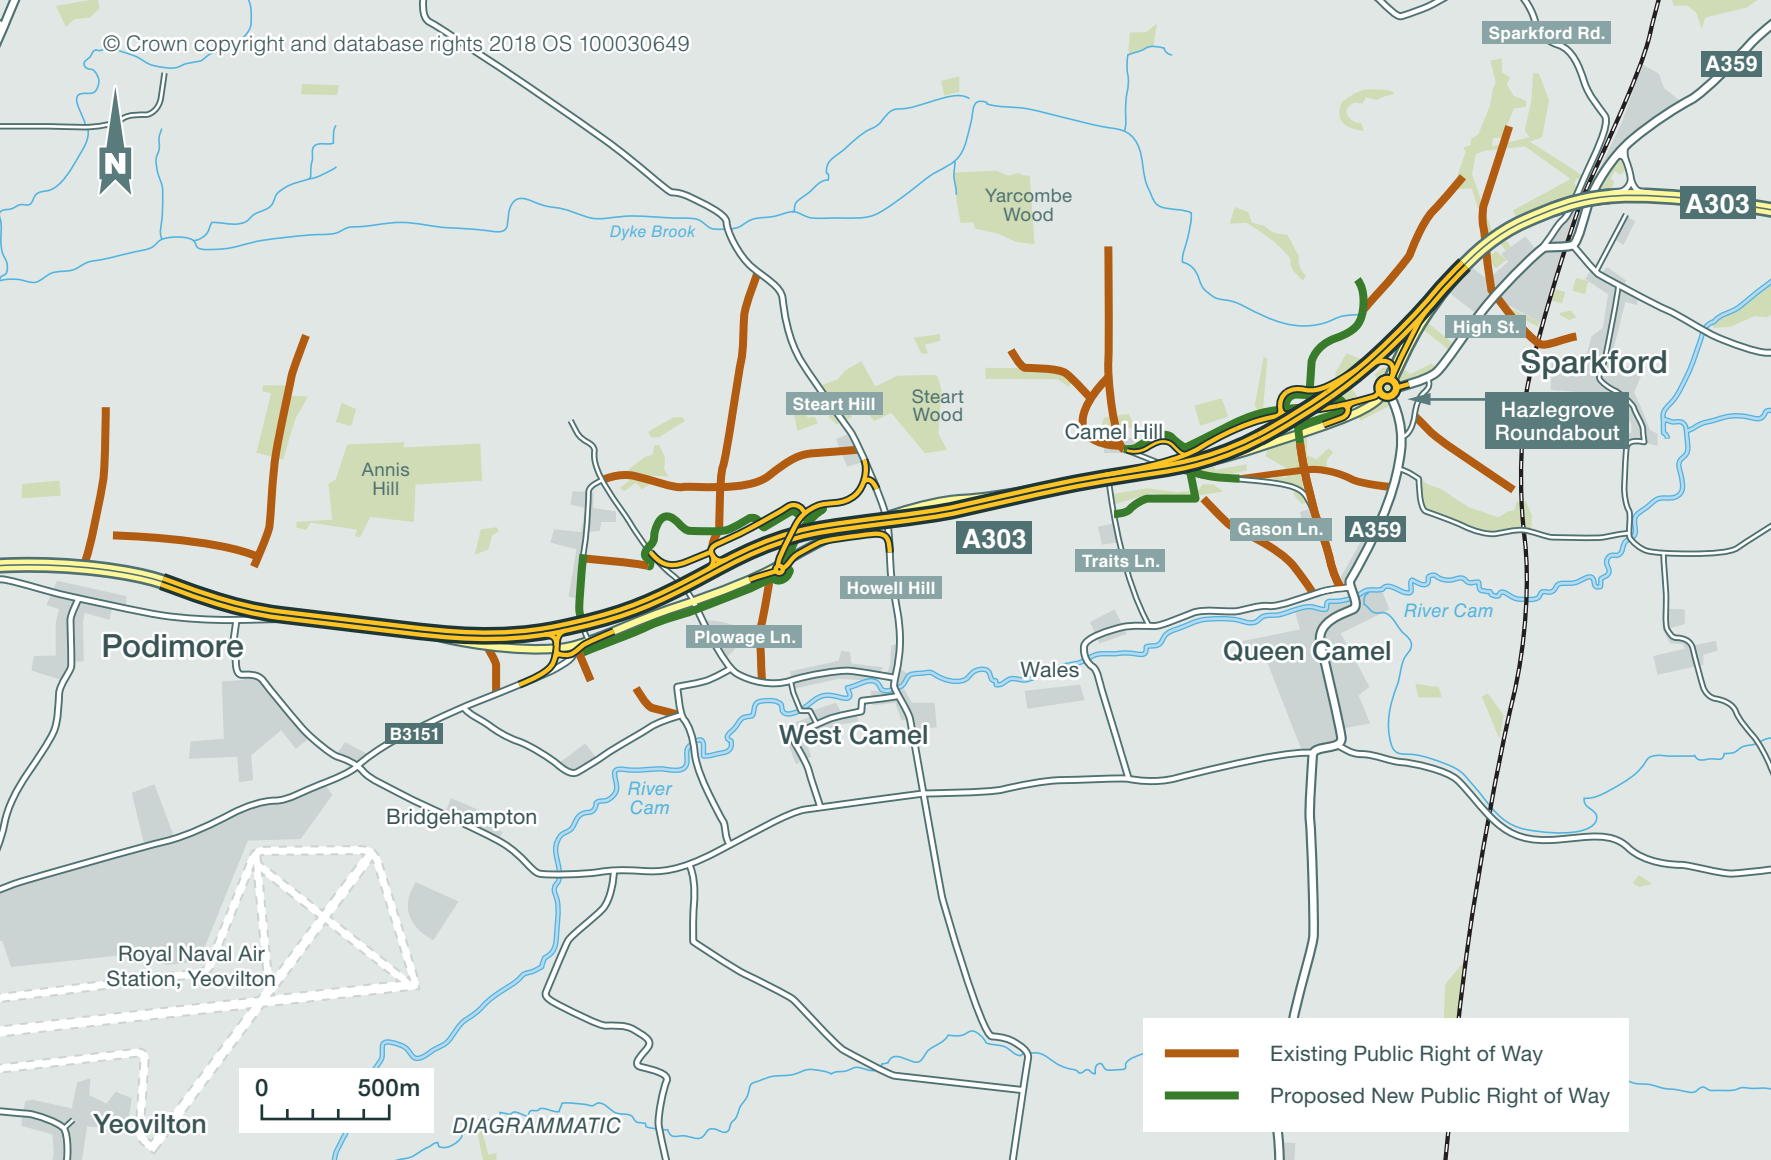 © Crown copyright and database rights 2018 OS 100030649
Sparkford Rd.
A359
N
Yarcombe
Wood
A303
Dyke Brook
High St.
Sparkford
Steart Hill
Steart
Wood
Hazlegrove
Roundabout
Camel Hill
Annis
Hill
A303
Gason Ln.
A359
Traits Ln.
Howell Hill
River Cam
Plowage Ln.
Podimore
Queen Camel
Wales
B3151
West Camel
River
Cam
Bridgehampton
Royal Naval Air
Station, Yeovilton
Existing Public Right of Way
0 500m
Proposed New Public Right of Way
Yeovilton
DIAGRAMMATIC